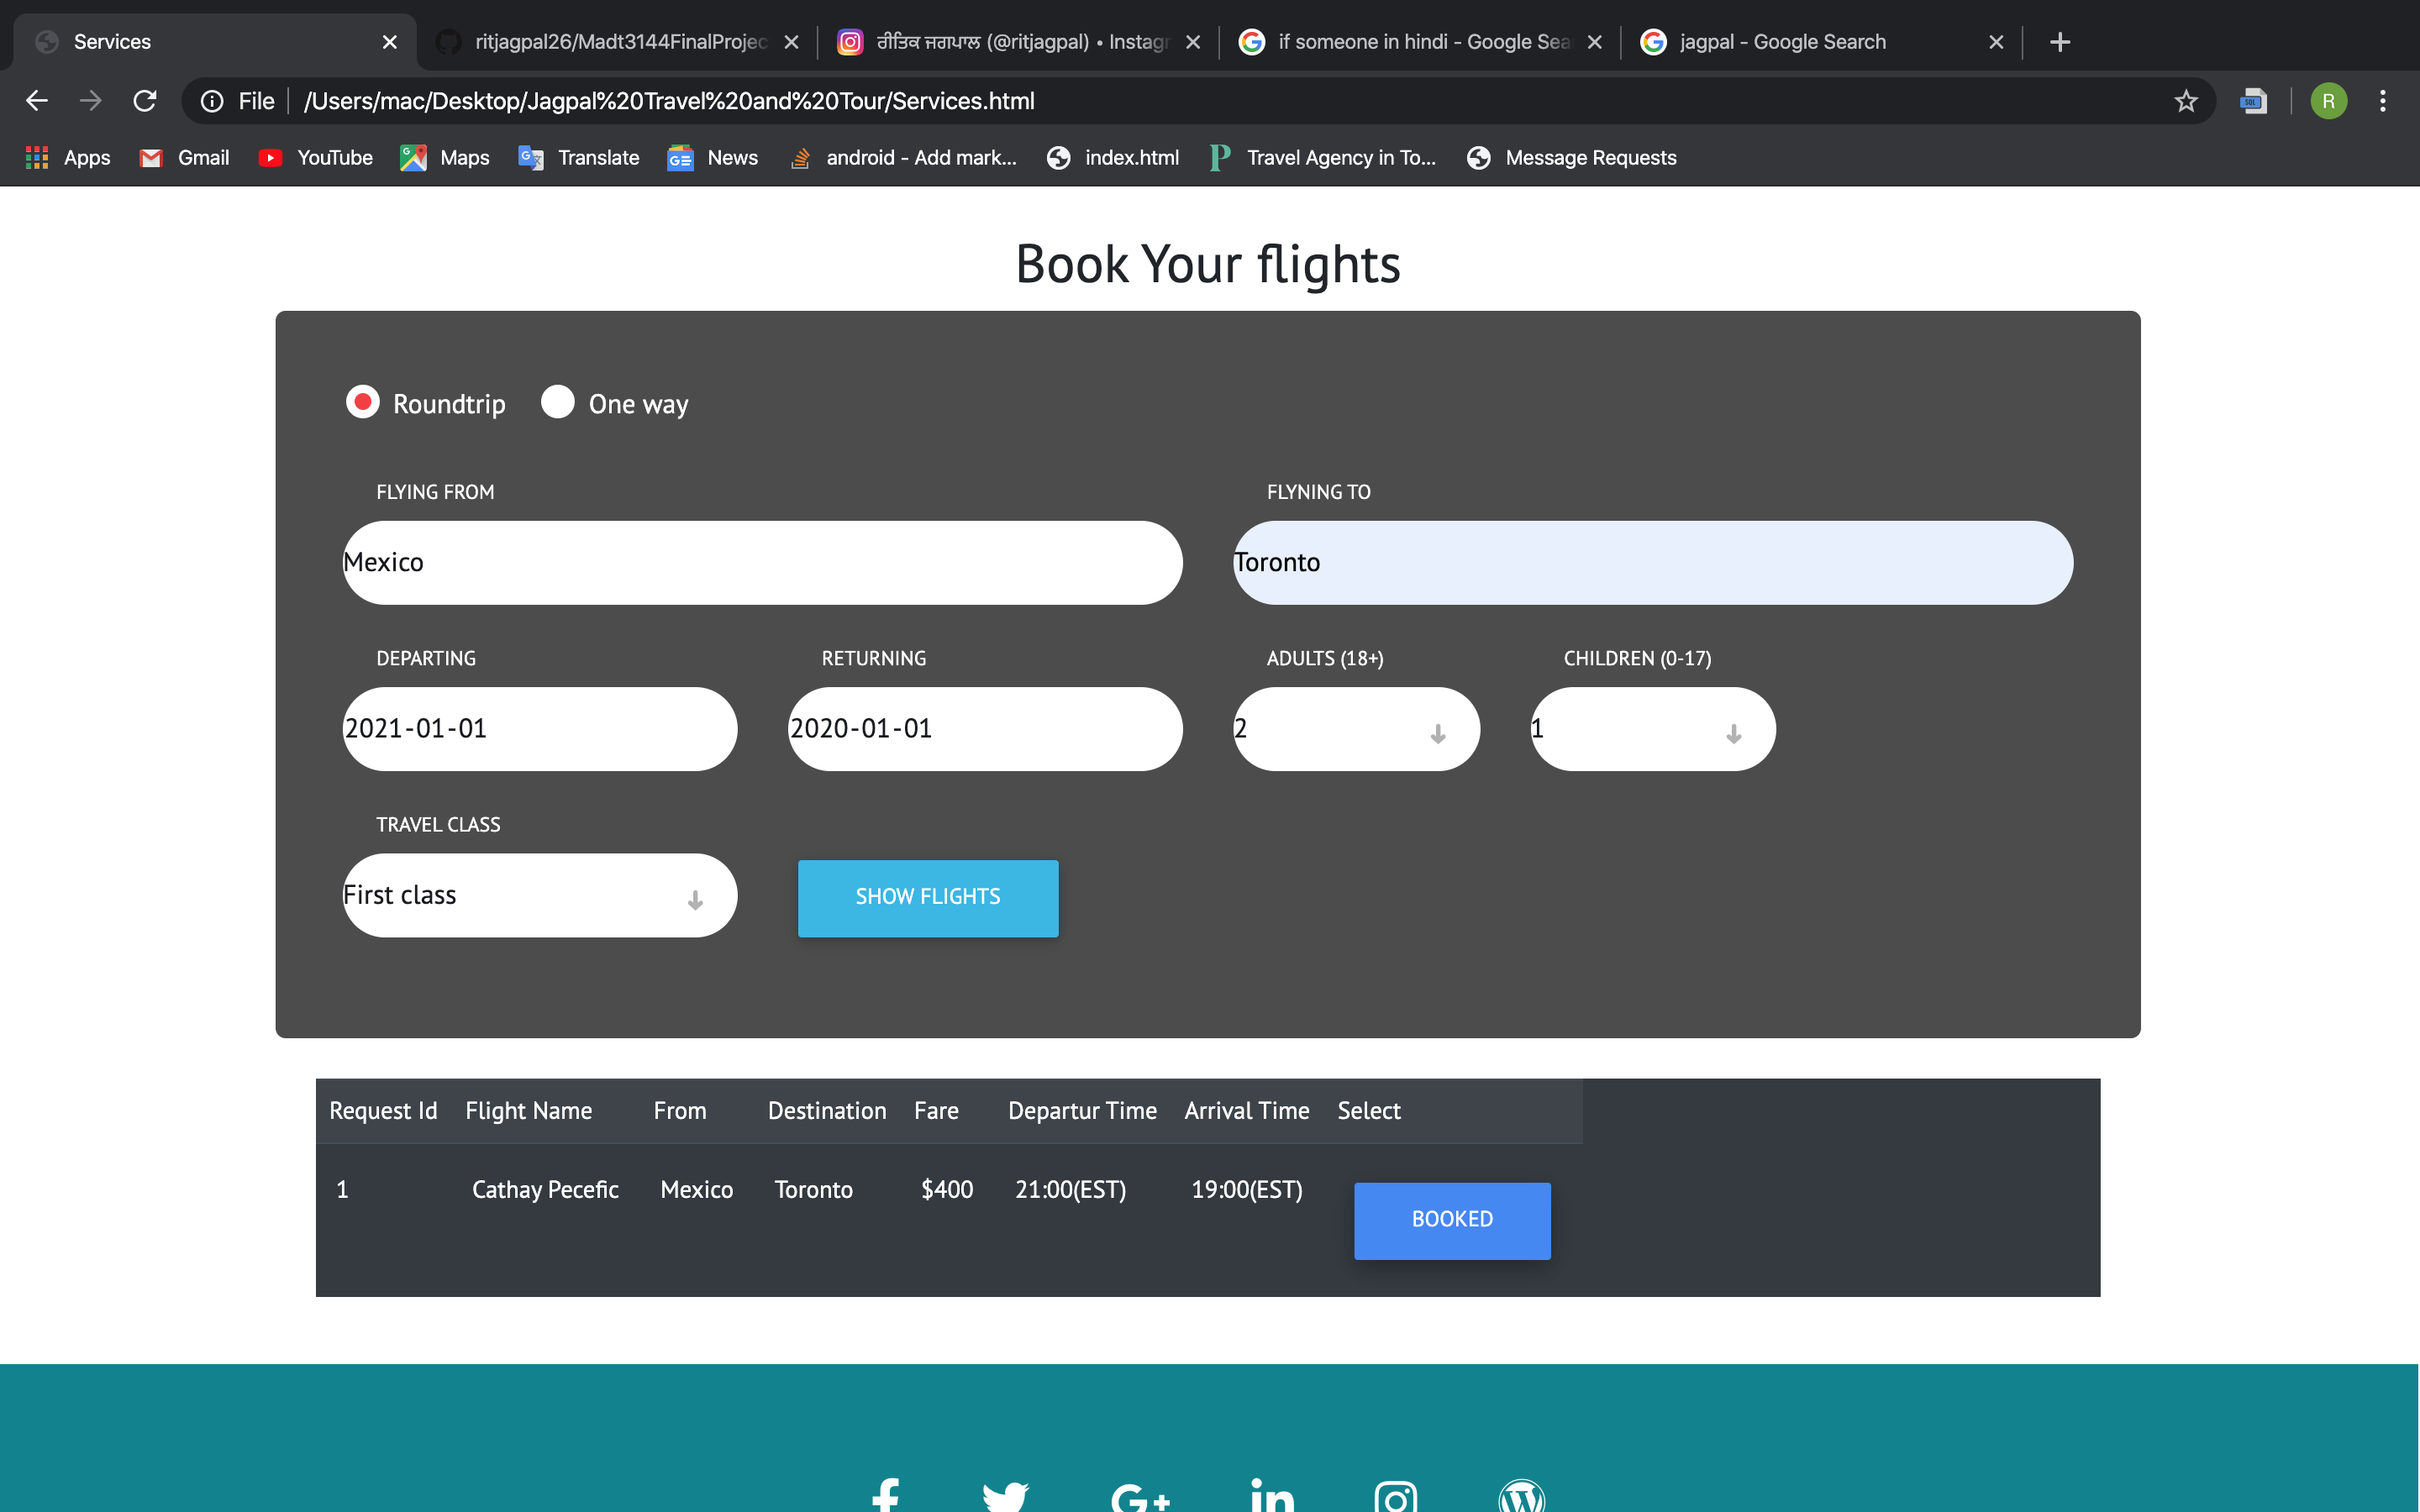 Services
ritjagpal26/Madt3144FinalProjec
ਰੀਤਿਕ ਜਗਪਾਲ (@ritjagpal) • Instagr
if someone in hindi - Google Sea
jagpal - Google Search
File
/Users/mac/Desktop/Jagpal%20Travel%20and%20Tour/Services.html
R
Apps
Gmail
YouTube
Maps
Translate
News
android - Add mark...
index.html
Travel Agency in To...
Message Requests
Book Your flights
Roundtrip
One way
FLYING FROM
FLYNING TO
Mexico
Toronto
DEPARTING
RETURNING
ADULTS (18+)
CHILDREN (0-17)
2021-01-01
2020-01-01
2
1
TRAVEL CLASS
First class
SHOW FLIGHTS
Request Id Flight Name From Destination Fare Departur Time Arrival Time Select
1 Cathay Pecefic Mexico Toronto $400 21:00(EST) 19:00(EST) BOOKED